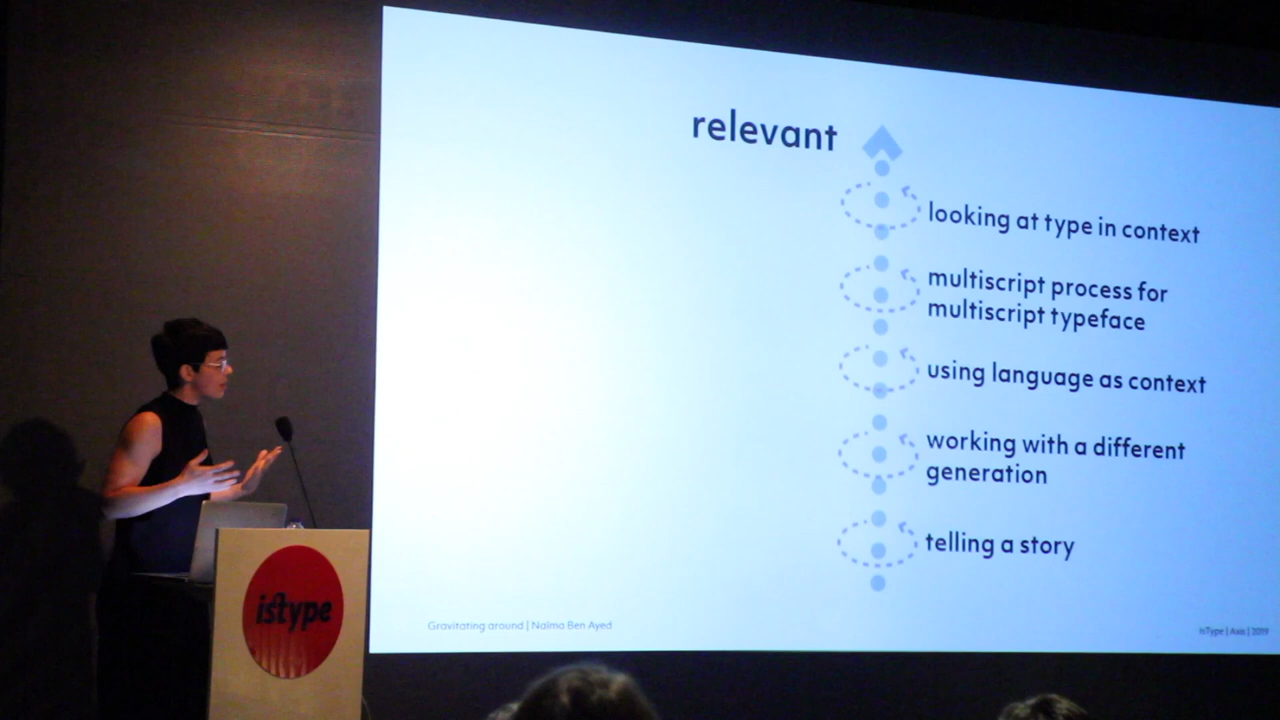 relevant
looking at type in context
multiscript process for
multiscript typeface
using language as context
working with a different
generation
telling a story
Gravitating around | Naïma Ben Ayed
IsType | Axis | 2019
istype